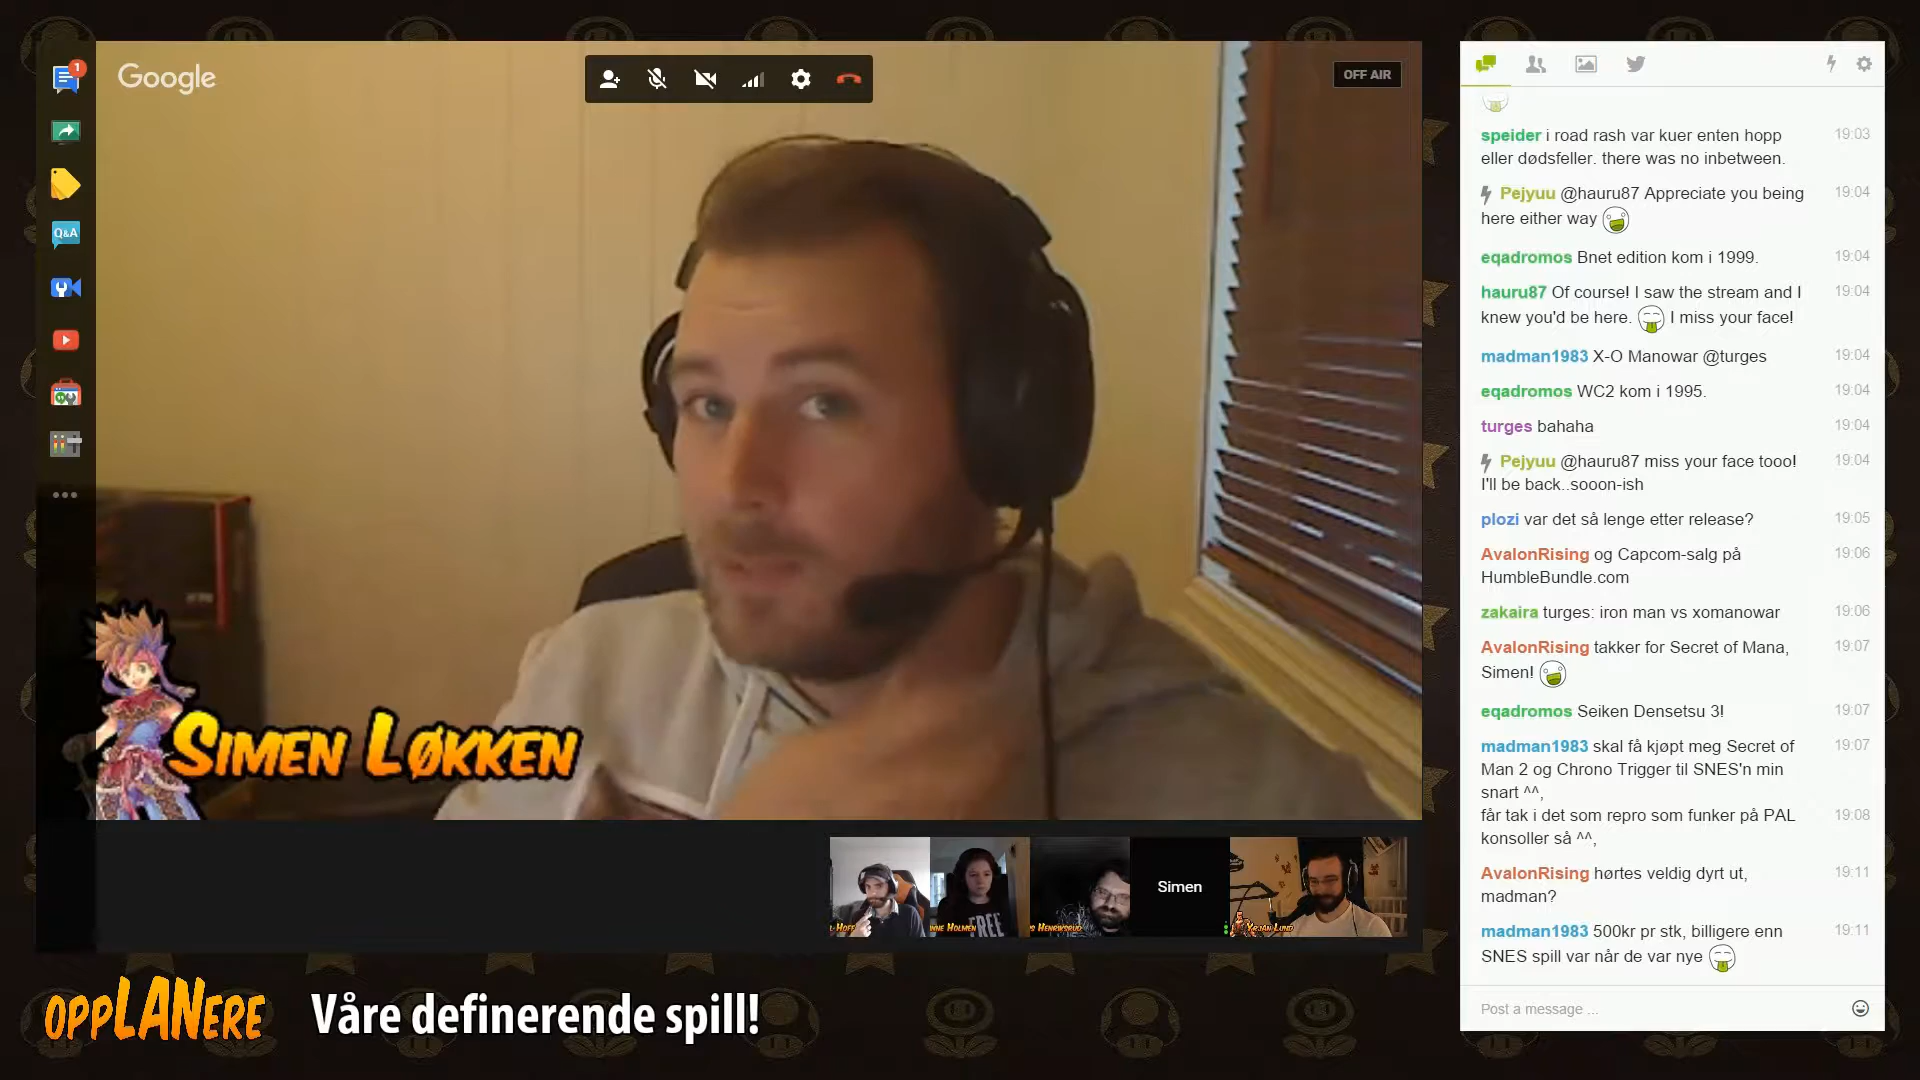 1
Google
OFF AIR
Q&A
SIMEN LØKKEN
L-HOFF
NNE HOLMEN
FREE
S HENRIKSRUD
Simen
YRJAN LUND
OPPLANERE
Våre definerende spill!
speider i road rash var kuer enten hopp 19:03
eller dødsfeller. there was no inbetween.
Pejyuu @hauru87 Appreciate you being 19:04
here either way
eqadromos Bnet edition kom i 1999. 19:04
hauru87 Of course! I saw the stream and I 19:04
knew you'd be here. I miss your face!
madman1983 X-O Manowar @turges 19:04
eqadromos WC2 kom i 1995. 19:04
turges bahaha 19:04
Pejyuu @hauru87 miss your face tooo! 19:04
I'll be back..sooon-ish
plozi var det så lenge etter release? 19:05
AvalonRising og Capcom-salg på 19:06
HumbleBundle.com
zakaira turges: iron man vs xomanowar 19:06
AvalonRising takker for Secret of Mana, 19:07
Simen!
eqadromos Seiken Densetsu 3! 19:07
madman1983 skal få kjøpt meg Secret of 19:07
Man 2 og Chrono Trigger til SNES'n min
snart ^^,
får tak i det som repro som funker på PAL 19:08
konsoller så ^^,
AvalonRising hørtes veldig dyrt ut, 19:11
madman?
madman1983 500kr pr stk, billigere enn 19:11
SNES spill var når de var nye
Post a message ...